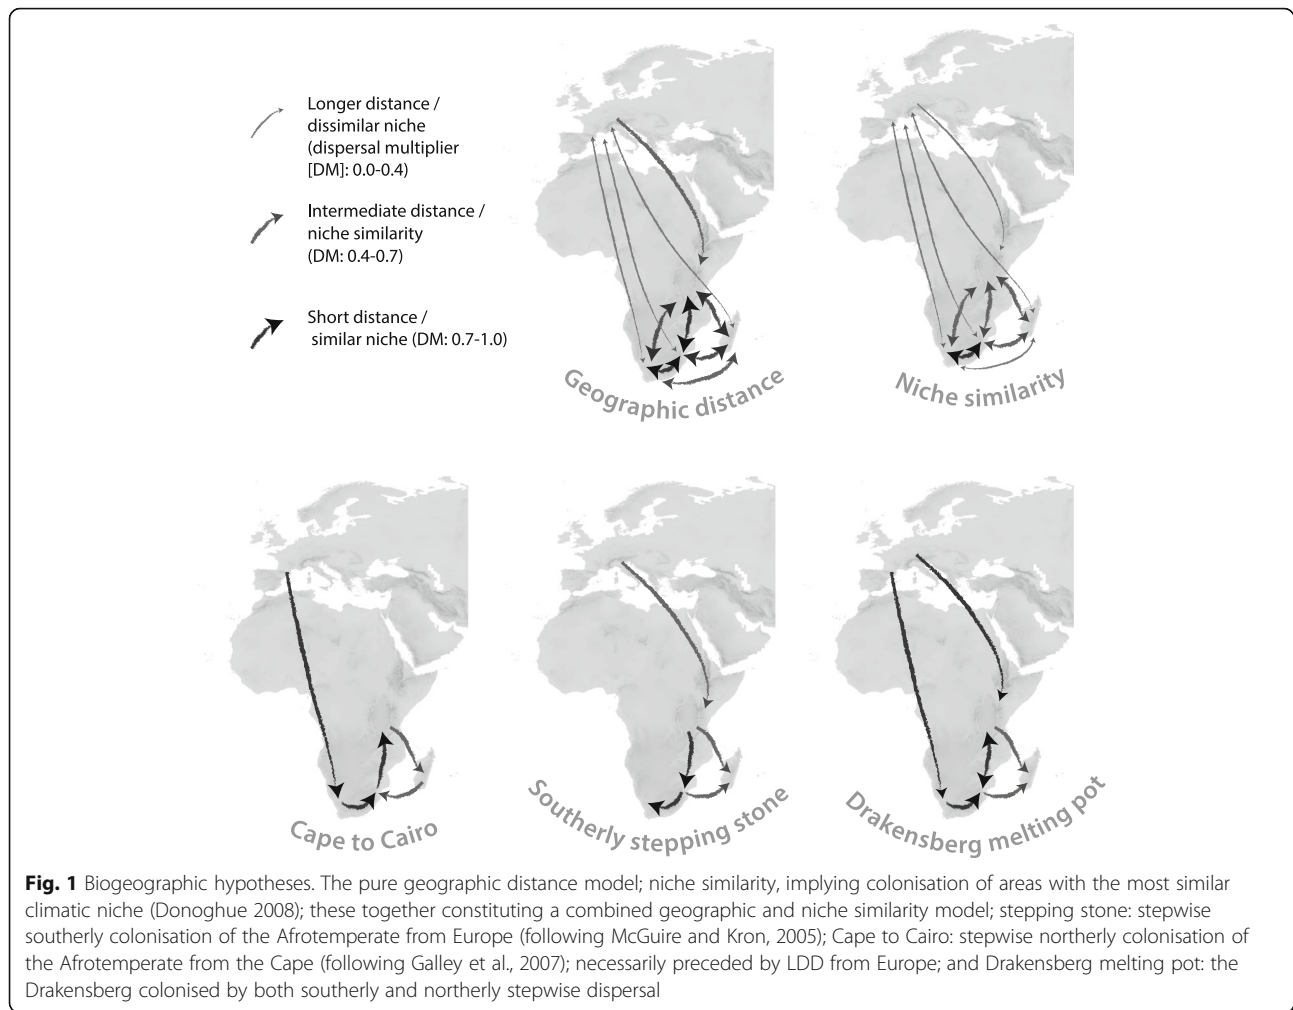 Longer distance /
dissimilar niche
(dispersal multiplier
[DM]: 0.0-0.4)
Intermediate distance /
niche similarity
(DM: 0.4-0.7)
Short distance /
similar niche (DM: 0.7-1.0)
Geographic distance
Niche similarity
Cape to Cairo
Southerly stepping stone
Drakensberg melting pot
Fig. 1 Biogeographic hypotheses. The pure geographic distance model; niche similarity, implying colonisation of areas with the most similar
climatic niche (Donoghue 2008); these together constituting a combined geographic and niche similarity model; stepping stone: stepwise
southerly colonisation of the Afrotemperate from Europe (following McGuire and Kron, 2005); Cape to Cairo: stepwise northerly colonisation of
the Afrotemperate from the Cape (following Galley et al., 2007); necessarily preceded by LDD from Europe; and Drakensberg melting pot: the
Drakensberg colonised by both southerly and northerly stepwise dispersal